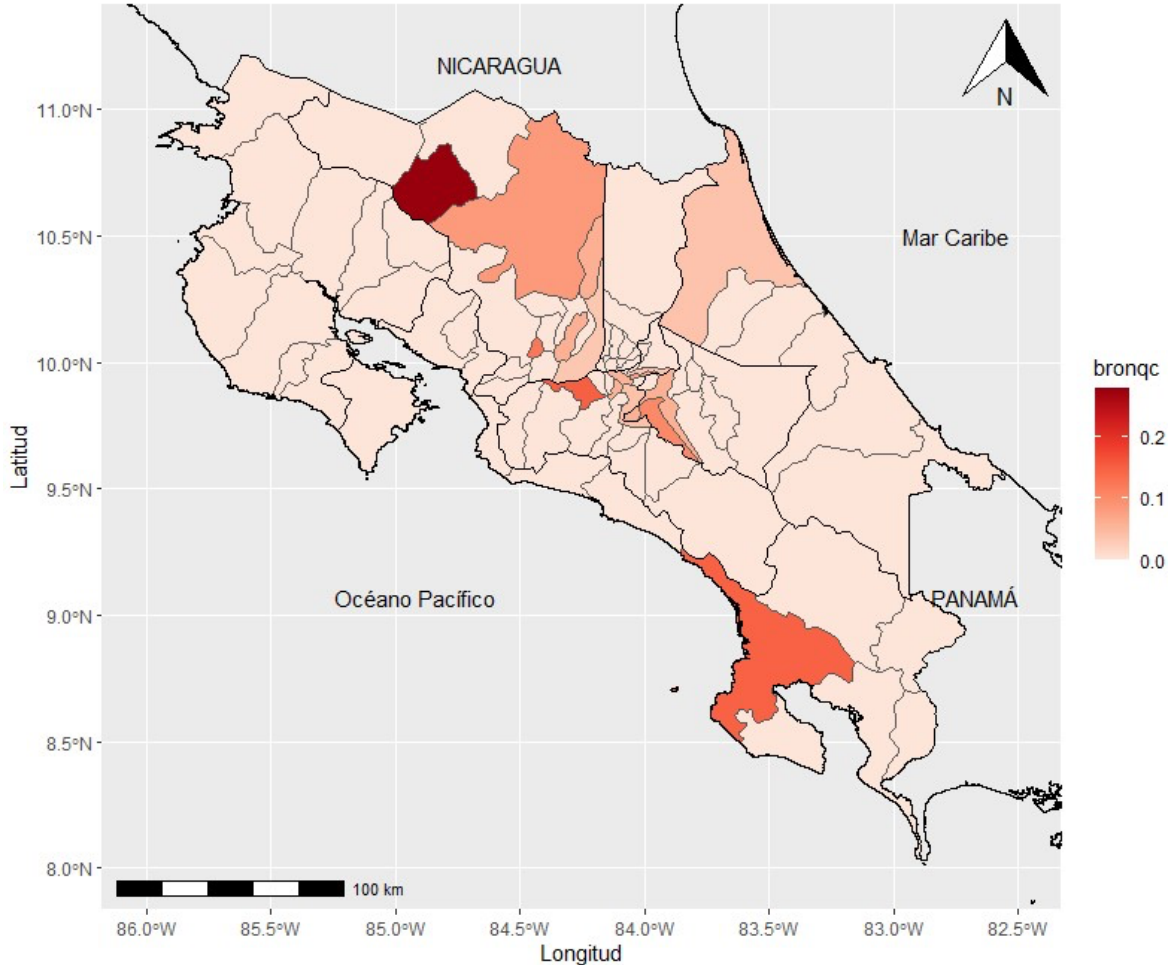 NICARAGUA
N
11.0°N
10.5°N
Mar Caribe
10.0°N
bronqc
0.2
0.1
0.0
Latitud
9.5°N
Océano Pacífico
PANAMÁ
9.0°N
8.5°N
8.0°N
100 km
86.0°W 85.5°W 85.0°W 84.5°W 84.0°W 83.5°W 83.0°W 82.5°W
Longitud